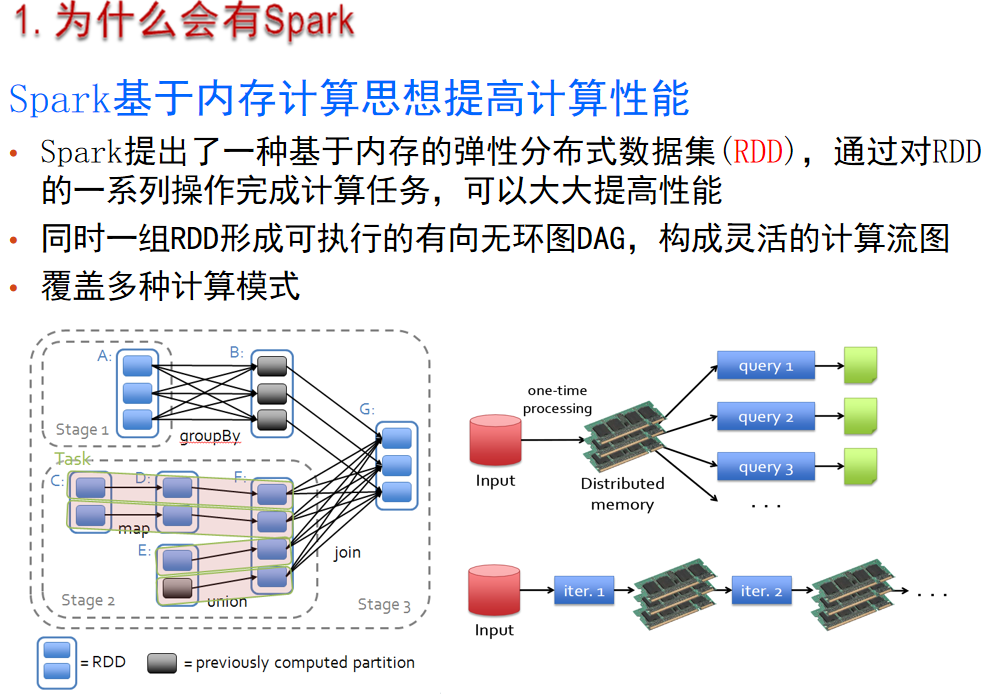 1. 为什么会有Spark
Spark基于内存计算思想提高计算性能
• Spark提出了一种基于内存的弹性分布式数据集(RDD)，通过对RDD
的一系列操作完成计算任务，可以大大提高性能
• 同时一组RDD形成可执行的有向无环图DAG，构成灵活的计算流图
• 覆盖多种计算模式
A:
B:
G:
Stage 1
groupBy
Task
C:
D:
F:
map
E:
join
Stage 2
union
Stage 3
= RDD
= previously computed partition
one-time
processing
Input
Distributed
memory
query 1
query 2
query 3
. . .
Input
iter. 1
iter. 2
. . .